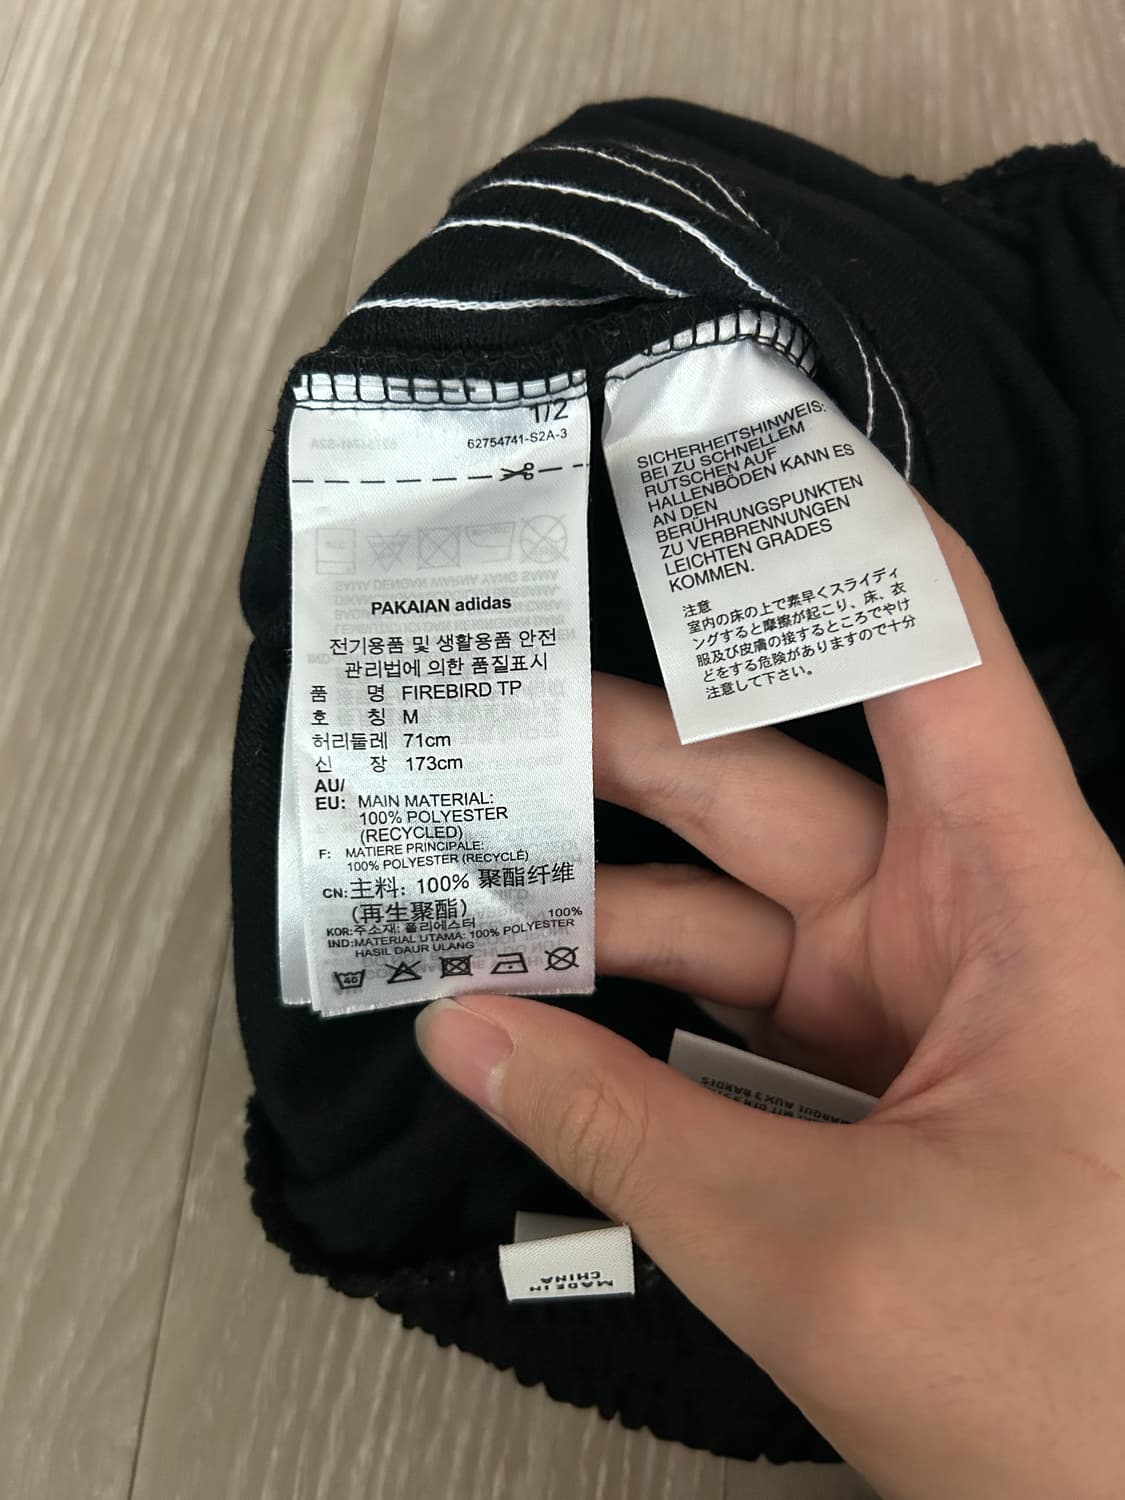 1/2
62754741-S2A-3
PAKAIAN adidas
전기용품 및 생활용품 안전
관리법에 의한 품질표시
품 명 FIREBIRD TP
호 칭 M
허리둘레 71cm
신 장 173cm
AU/
EU: MAIN MATERIAL:
100% POLYESTER
(RECYCLED)
F: MATIERE PRINCIPALE:
100% POLYESTER (RECYCLÉ)
CN: 主料: 100% 聚酯纤维
(再生聚酯)
KOR: 주소재: 폴리에스터 100%
IND: MATERIAL UTAMA: 100% POLYESTER
HASIL DAUR ULANG
40
SICHERHEITSHINWEIS:
BEI ZU SCHNELLEM
RUTSCHEN AUF
HALLENBÖDEN KANN ES
AN DEN
BERÜHRUNGSPUNKTEN
ZU VERBRENNUNGEN
LEICHTEN GRADES
KOMMEN.
注意
室内の床の上で素早くスライディ
ングすると摩擦が起こり、床、衣
服及び皮膚の接するところでやけ
どをする危険がありますので十分
注意して下さい。
MARQUE AUX 3 BANDES
MADE IN
CHINA